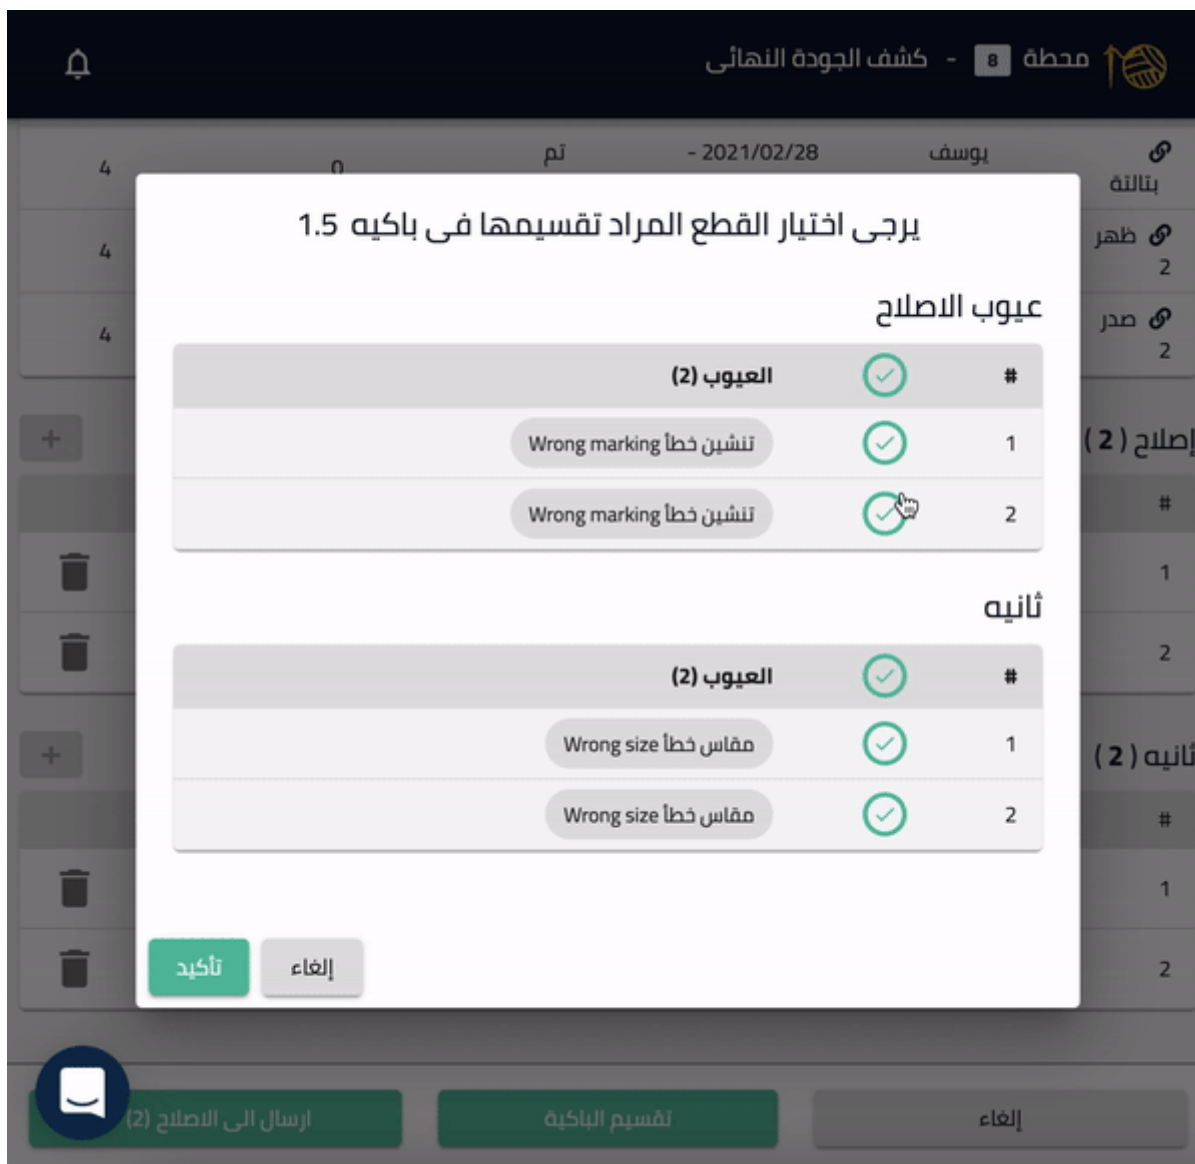 محطة 8 - كشف الجودة النهائى
بتالتة يوسف 2021/02/28 - تم 0 4
ظهر 2 4
صدر 2 4
يرجى اختيار القطع المراد تقسيمها فى باكيه 1.5
عيوب الاصلاح
# العيوب (2)
1 تنشين خطأ Wrong marking
2 تنشين خطأ Wrong marking
ثانيه
# العيوب (2)
1 مقاس خطأ Wrong size
2 مقاس خطأ Wrong size
إلغاء تأكيد
إصلاح ( 2 ) +
#
1
2
ثانيه ( 2 ) +
#
1
2
إلغاء تقسيم الباكية ارسال الى الاصلاح (2)